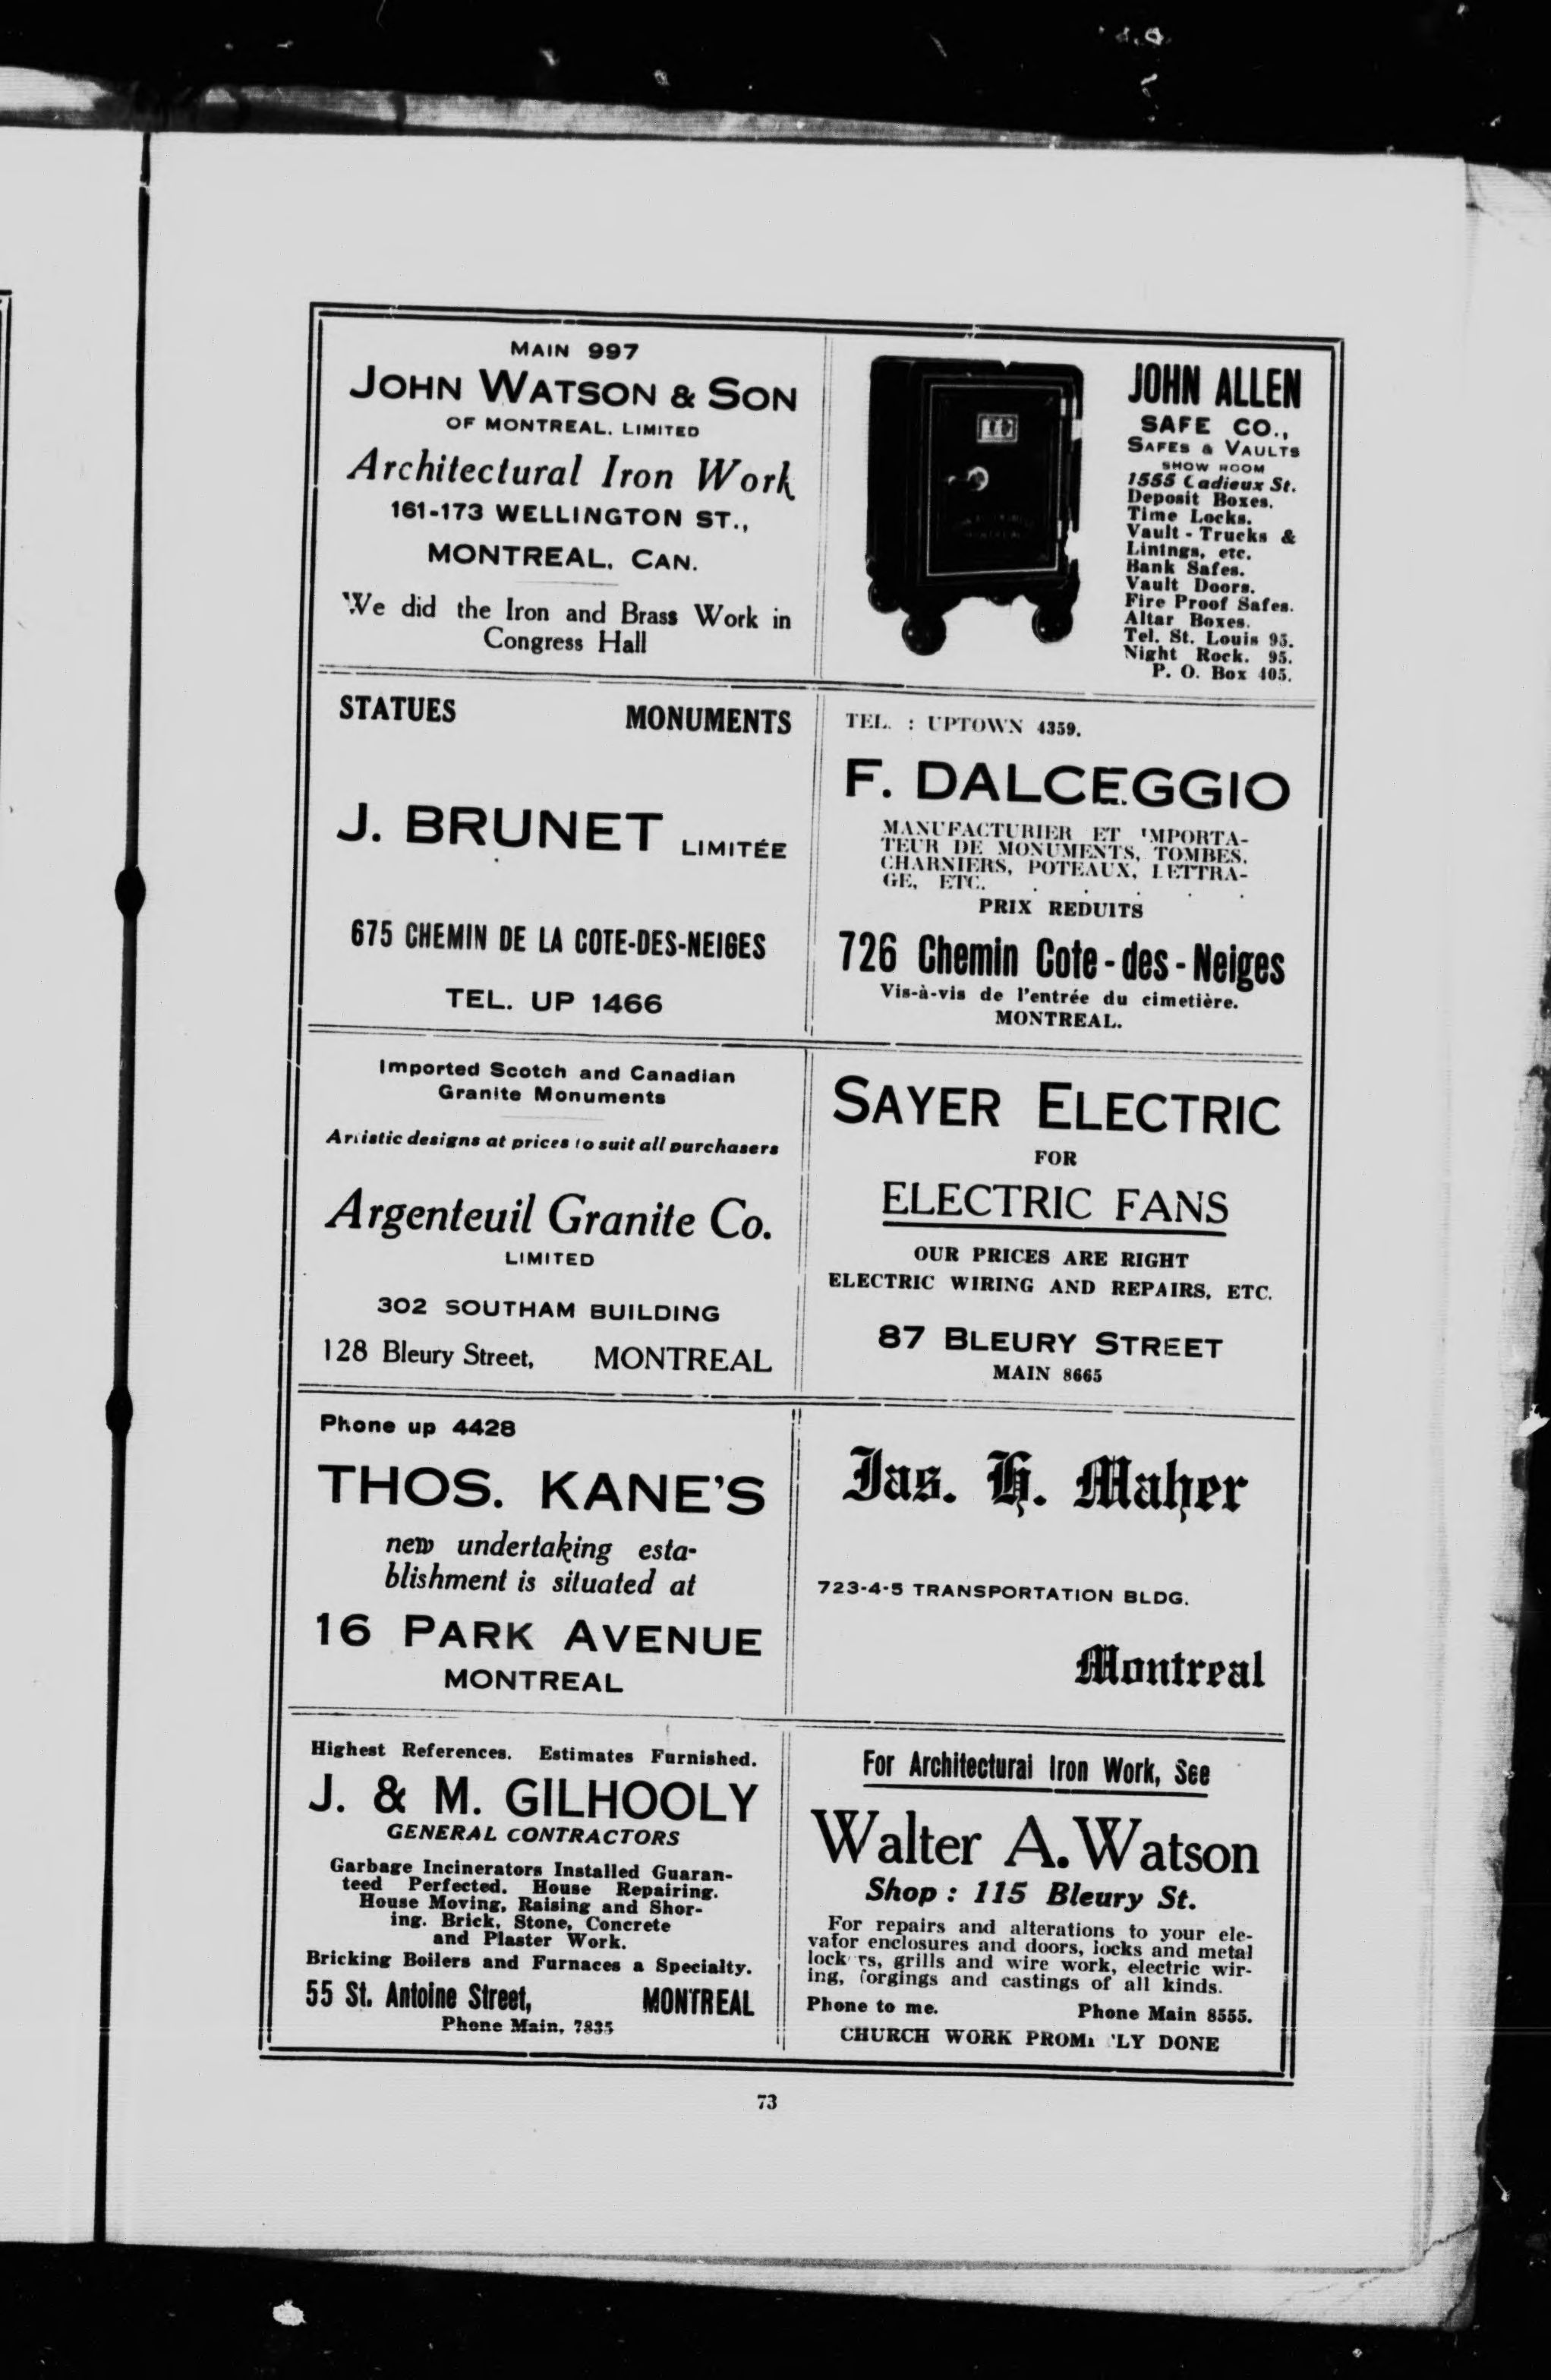 MAIN 997
JOHN WATSON & SON
OF MONTREAL, LIMITED
Architectural Iron Work
161-173 WELLINGTON ST.,
MONTREAL, CAN.
We did the Iron and Brass Work in
Congress Hall
JOHN ALLEN
SAFE CO.,
SAFES & VAULTS
SHOW ROOM
1555 Cadieux St.
Deposit Boxes.
Time Locks.
Vault - Trucks &
Linings, etc.
Bank Safes.
Vault Doors.
Fire Proof Safes.
Altar Boxes.
Tel. St. Louis 95.
Night Rock. 95.
P. O. Box 405.
STATUES MONUMENTS
J. BRUNET LIMITÉE
675 CHEMIN DE LA COTE-DES-NEIGES
TEL. UP 1466
TEL. : UPTOWN 4359.
F. DALCEGGIO
MANUFACTURIER ET IMPORTA-
TEUR DE MONUMENTS, TOMBES,
CHARNIERS, POTEAUX, LETTRA-
GE, ETC. . . . .
PRIX REDUITS
726 Chemin Cote-des-Neiges
Vis-à-vis de l'entrée du cimetière.
MONTREAL.
Imported Scotch and Canadian
Granite Monuments
Artistic designs at prices to suit all purchasers
Argenteuil Granite Co.
LIMITED
302 SOUTHAM BUILDING
128 Bleury Street, MONTREAL
SAYER ELECTRIC
FOR
ELECTRIC FANS
OUR PRICES ARE RIGHT
ELECTRIC WIRING AND REPAIRS, ETC.
87 BLEURY STREET
MAIN 8665
Phone up 4428
THOS. KANE'S
new undertaking esta-
blishment is situated at
16 PARK AVENUE
MONTREAL
Jas. H. Maher
723-4-5 TRANSPORTATION BLDG.
Montreal
Highest References. Estimates Furnished.
J. & M. GILHOOLY
GENERAL CONTRACTORS
Garbage Incinerators Installed Guaran-
teed Perfected. House Repairing.
House Moving, Raising and Shor-
ing. Brick, Stone, Concrete
and Plaster Work.
Bricking Boilers and Furnaces a Specialty.
55 St. Antoine Street, MONTREAL
Phone Main, 7835
For Architectural Iron Work, See
Walter A. Watson
Shop : 115 Bleury St.
For repairs and alterations to your ele-
vator enclosures and doors, locks and metal
lockers, grills and wire work, electric wir-
ing, forgings and castings of all kinds.
Phone to me. Phone Main 8555.
CHURCH WORK PROMPTLY DONE
73